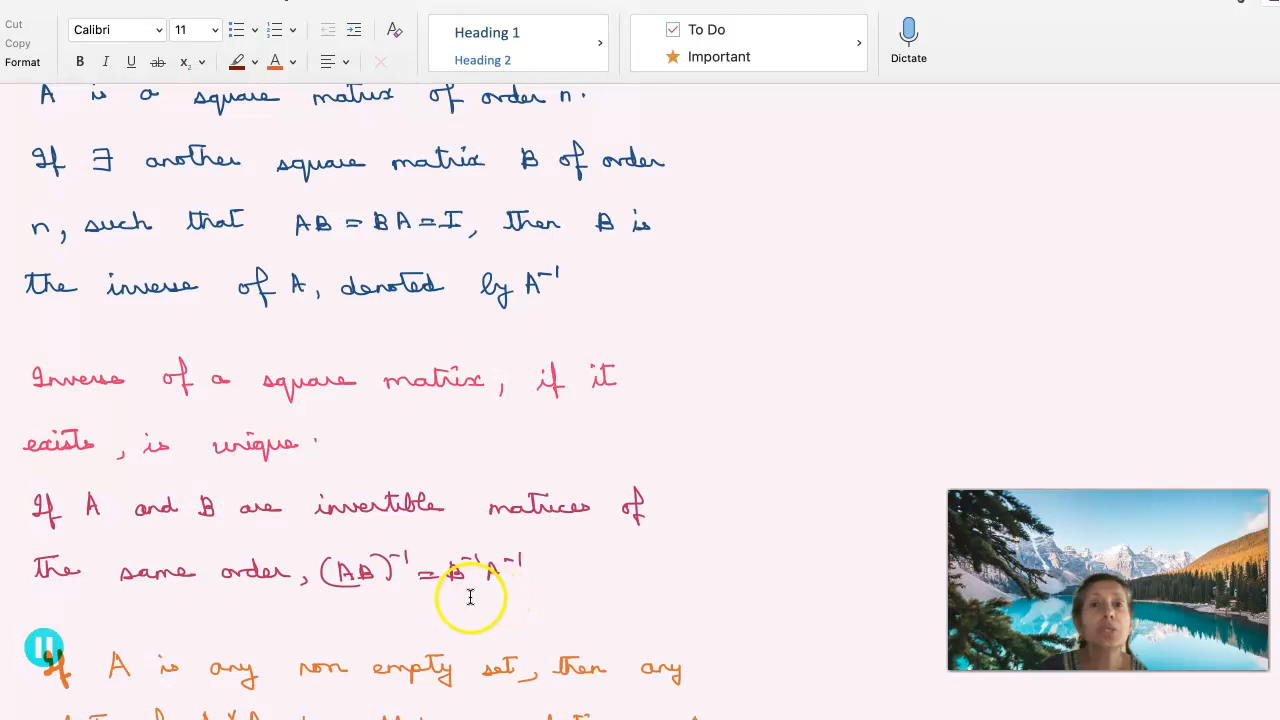 Cut
Copy
Format
Calibri 11
B I U ab x₂ A
Heading 1
Heading 2
To Do
Important
Dictate
A is a square matrix of order n.
If ∃ another square matrix B of order
n, such that AB = BA = I, then B is
the inverse of A, denoted by A⁻¹
Inverse of a square matrix, if it
exists, is unique.
If A and B are invertible matrices of
the same order, (AB)⁻¹ = B⁻¹A⁻¹
If A is any non empty set, then any